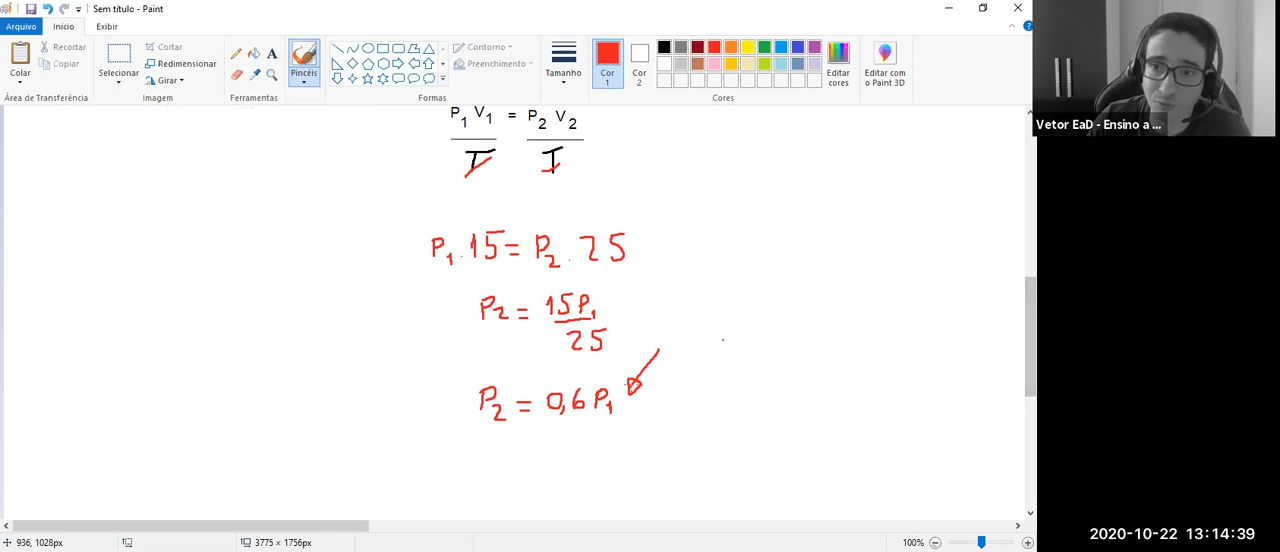 Sem título - Paint
Arquivo
Início
Exibir
Colar
Recortar
Copiar
Área de Transferência
Selecionar
Cortar
Redimensionar
Girar
Imagem
A
Ferramentas
Pincéis
Contorno
Preenchimento
Formas
Tamanho
Cor 1
Cor 2
Editar cores
Cores
Editar com o Paint 3D
Vetor EaD - Ensino a ...
P1 V1 = P2 V2
T T
P1.15 = P2.25
P2 = 15P1
25
P2 = 0,6 P1
936, 1028px
3775 × 1756px
100%
2020-10-22 13:14:39